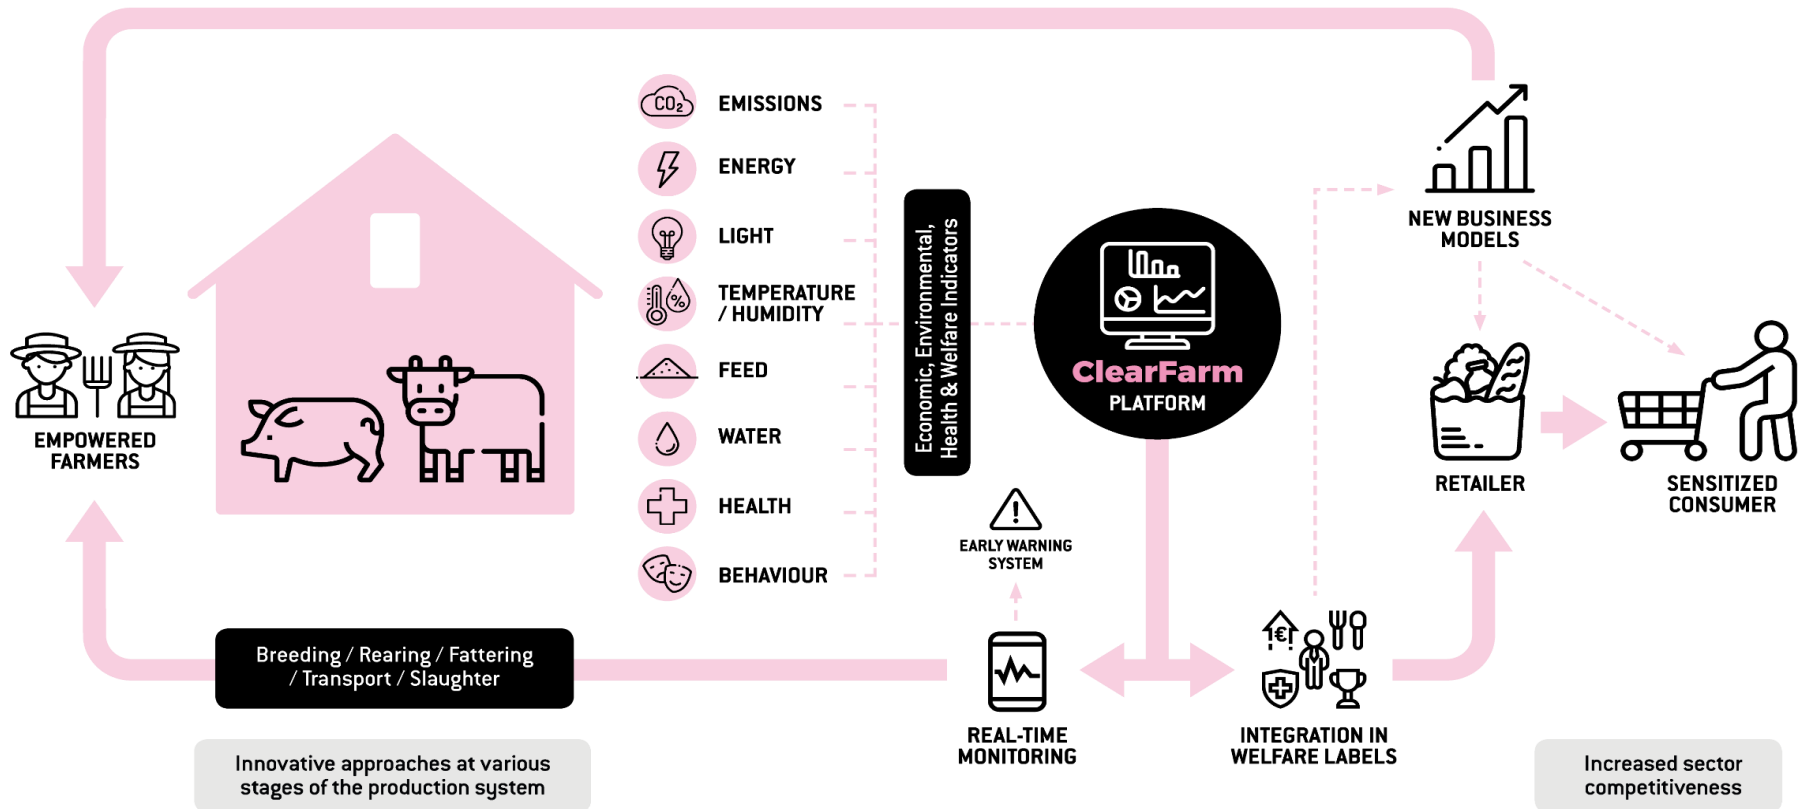 CO₂
EMISSIONS
ENERGY
LIGHT
%
TEMPERATURE
/ HUMIDITY
FEED
WATER
HEALTH
BEHAVIOUR
Economic, Environmental,
Health & Welfare Indicators
ClearFarm
PLATFORM
NEW BUSINESS
MODELS
EMPOWERED
FARMERS
RETAILER
SENSITIZED
CONSUMER
!
EARLY WARNING
SYSTEM
Breeding / Rearing / Fattering
/ Transport / Slaughter
€
REAL-TIME
MONITORING
INTEGRATION IN
WELFARE LABELS
Innovative approaches at various
stages of the production system
Increased sector
competitiveness